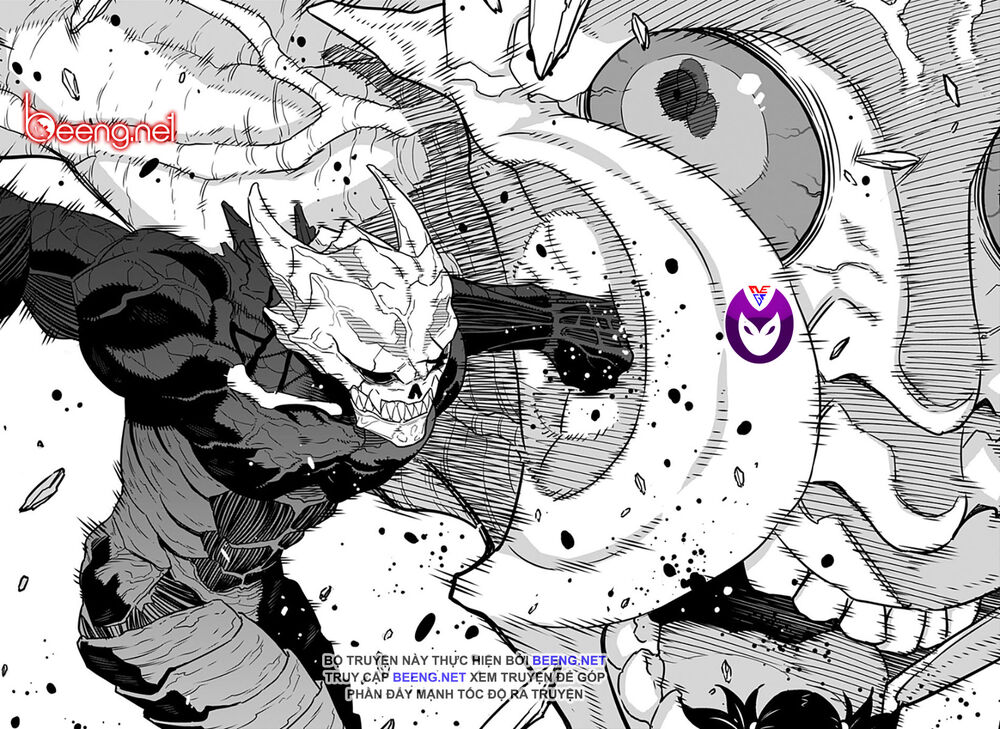 beeng.net
BỘ TRUYỆN NÀY THỰC HIỆN BỞI BEENG.NET
TRUY CẬP BEENG.NET XEM TRUYỆN ĐỂ GÓP
PHẦN ĐẨY MẠNH TỐC ĐỘ RA TRUYỆN